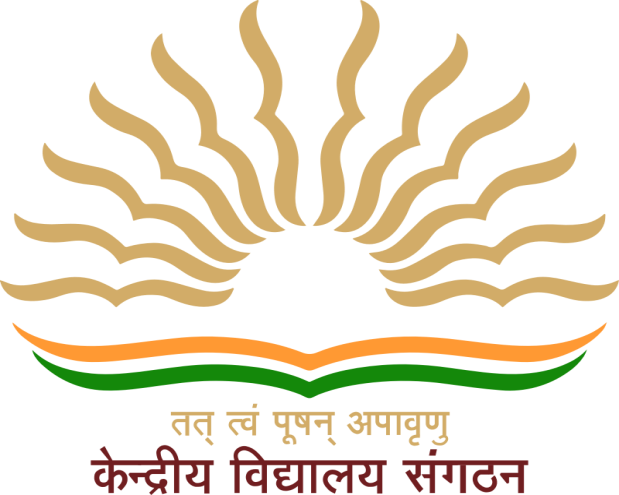 तत् त्वं पूषन् अपावृणु
केन्द्रीय विद्यालय संगठन